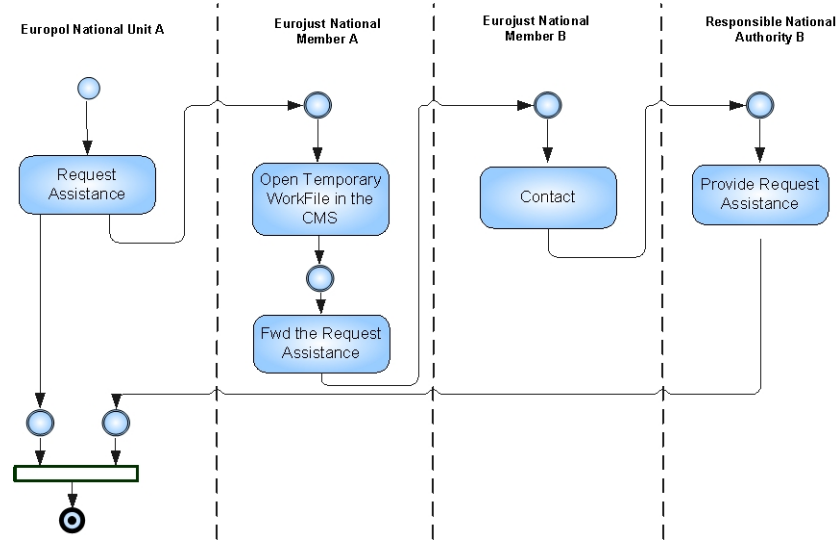 Europol National Unit A
Eurojust National
Member A
Eurojust National
Member B
Responsible National
Authority B
Request
Assistance
Open Temporary
WorkFile in the
CMS
Contact
Provide Request
Assistance
Fwd the Request
Assistance